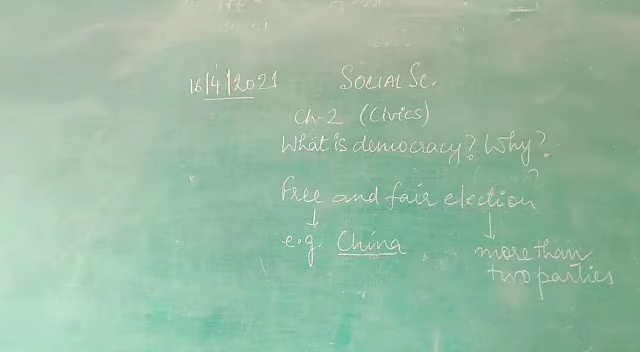 16/4/2021 SOCIAL Sc.
Ch-2 (Civics)
What is democracy? Why?
Free and fair election
↓ ↓
e.g. China more than
two parties